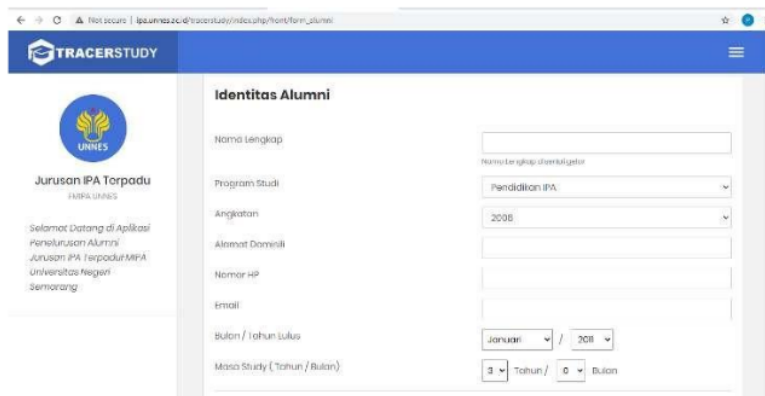 Not secure | ipa.unnes.ac.id/tracerstudy/index.php/front/form_alumni
TRACERSTUDY
UNNES
Jurusan IPA Terpadu
FMIPA UNNES
Selamat Datang di Aplikasi
Penelurusan Alumni
Jurusan IPA Terpadu FMIPA
Universitas Negeri
Semarang
Identitas Alumni
Nama Lengkap
Nama Lengkap disertai gelar
Program Studi
Pendidikan IPA
Angkatan
2008
Alamat Domisili
Nomor HP
Email
Bulan / Tahun Lulus
Januari / 2011
Masa Study ( Tahun / Bulan)
3 Tahun / 0 Bulan